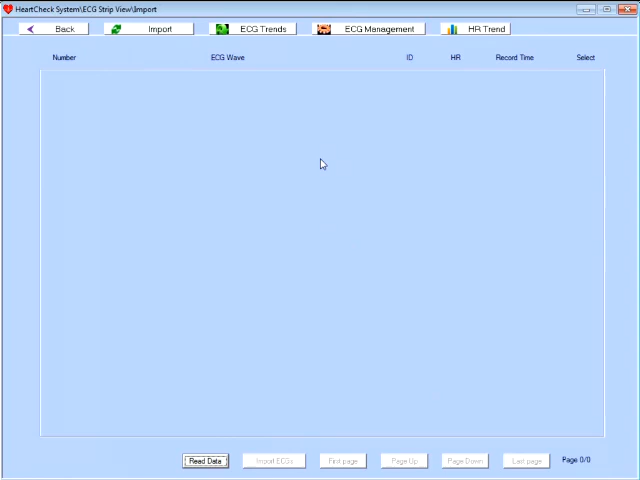 HeartCheck System\ECG Strip View\Import
Back Import ECG Trends ECG Management HR Trend
Number ECG Wave ID HR Record Time Select
Read Data Import ECGs First page Page Up Page Down Last page Page 0/0